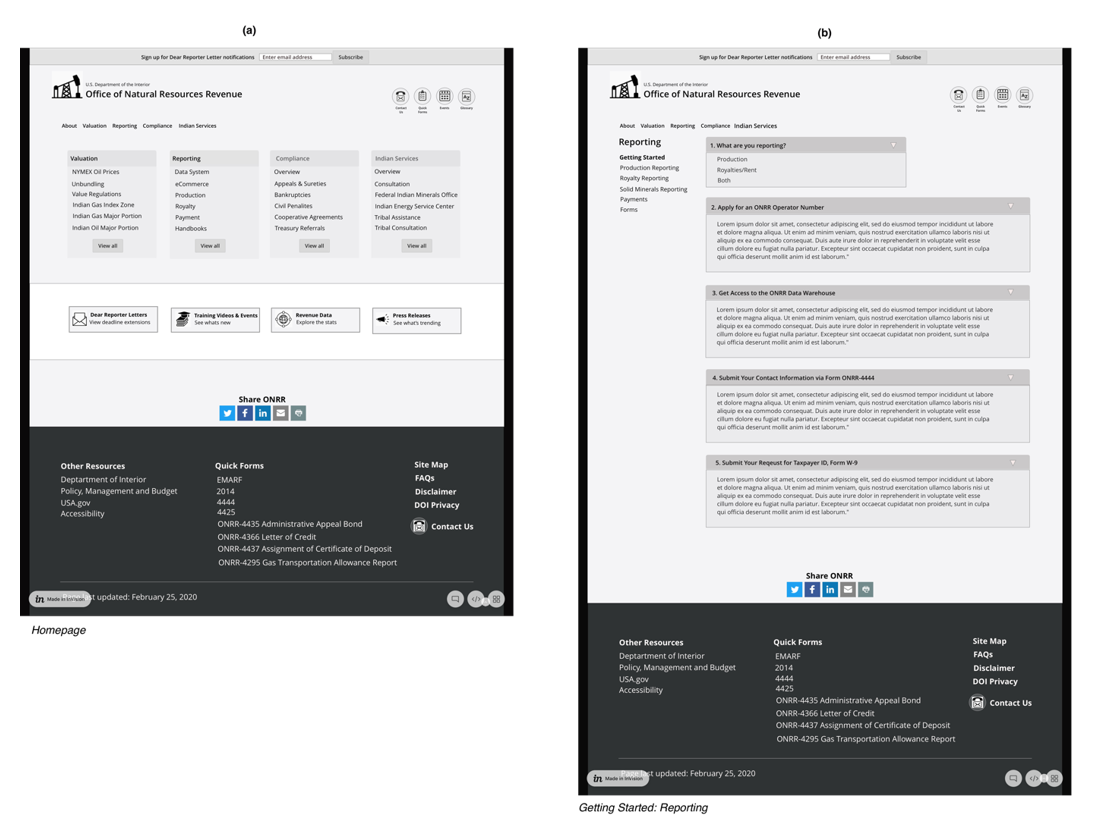 (a)
Sign up for Dear Reporter Letter notifications Enter email address Subscribe
U.S. Department of the Interior
Office of Natural Resources Revenue
Contact Us Quick Forms Events Glossary
About Valuation Reporting Compliance Indian Services
Valuation
NYMEX Oil Prices
Unbundling
Value Regulations
Indian Gas Index Zone
Indian Gas Major Portion
Indian Oil Major Portion
View all
Reporting
Data System
eCommerce
Production
Royalty
Payment
Handbooks
View all
Compliance
Overview
Appeals & Sureties
Bankruptcies
Civil Penalites
Cooperative Agreements
Treasury Referrals
View all
Indian Services
Overview
Consultation
Federal Indian Minerals Office
Indian Energy Service Center
Tribal Assistance
Tribal Consultation
View all
Dear Reporter Letters
View deadline extensions
Training Videos & Events
See whats new
Revenue Data
Explore the stats
Press Releases
See what's trending
Share ONRR
Other Resources
Deptartment of Interior
Policy, Management and Budget
USA.gov
Accessibility
Quick Forms
EMARF
2014
4444
4425
ONRR-4435 Administrative Appeal Bond
ONRR-4366 Letter of Credit
ONRR-4437 Assignment of Certificate of Deposit
ONRR-4295 Gas Transportation Allowance Report
Site Map
FAQs
Disclaimer
DOI Privacy
Contact Us
in Made in InVision
last updated: February 25, 2020
Homepage
(b)
Sign up for Dear Reporter Letter notifications Enter email address Subscribe
U.S. Department of the Interior
Office of Natural Resources Revenue
Contact Us Quick Forms Events Glossary
About Valuation Reporting Compliance Indian Services
Reporting
Getting Started
Production Reporting
Royalty Reporting
Solid Minerals Reporting
Payments
Forms
1. What are you reporting?
Production
Royalties/Rent
Both
2. Apply for an ONRR Operator Number
Lorem ipsum dolor sit amet, consectetur adipiscing elit, sed do eiusmod tempor incididunt ut labore
et dolore magna aliqua. Ut enim ad minim veniam, quis nostrud exercitation ullamco laboris nisi ut
aliquip ex ea commodo consequat. Duis aute irure dolor in reprehenderit in voluptate velit esse
cillum dolore eu fugiat nulla pariatur. Excepteur sint occaecat cupidatat non proident, sunt in culpa
qui officia deserunt mollit anim id est laborum."
3. Get Access to the ONRR Data Warehouse
Lorem ipsum dolor sit amet, consectetur adipiscing elit, sed do eiusmod tempor incididunt ut labore
et dolore magna aliqua. Ut enim ad minim veniam, quis nostrud exercitation ullamco laboris nisi ut
aliquip ex ea commodo consequat. Duis aute irure dolor in reprehenderit in voluptate velit esse
cillum dolore eu fugiat nulla pariatur. Excepteur sint occaecat cupidatat non proident, sunt in culpa
qui officia deserunt mollit anim id est laborum."
4. Submit Your Contact Information via Form ONRR-4444
Lorem ipsum dolor sit amet, consectetur adipiscing elit, sed do eiusmod tempor incididunt ut labore
et dolore magna aliqua. Ut enim ad minim veniam, quis nostrud exercitation ullamco laboris nisi ut
aliquip ex ea commodo consequat. Duis aute irure dolor in reprehenderit in voluptate velit esse
cillum dolore eu fugiat nulla pariatur. Excepteur sint occaecat cupidatat non proident, sunt in culpa
qui officia deserunt mollit anim id est laborum."
5. Submit Your Reqeust for Taxpayer ID, Form W-9
Lorem ipsum dolor sit amet, consectetur adipiscing elit, sed do eiusmod tempor incididunt ut labore
et dolore magna aliqua. Ut enim ad minim veniam, quis nostrud exercitation ullamco laboris nisi ut
aliquip ex ea commodo consequat. Duis aute irure dolor in reprehenderit in voluptate velit esse
cillum dolore eu fugiat nulla pariatur. Excepteur sint occaecat cupidatat non proident, sunt in culpa
qui officia deserunt mollit anim id est laborum."
Share ONRR
Other Resources
Deptartment of Interior
Policy, Management and Budget
USA.gov
Accessibility
Quick Forms
EMARF
2014
4444
4425
ONRR-4435 Administrative Appeal Bond
ONRR-4366 Letter of Credit
ONRR-4437 Assignment of Certificate of Deposit
ONRR-4295 Gas Transportation Allowance Report
Site Map
FAQs
Disclaimer
DOI Privacy
Contact Us
in Made in InVision
Page last updated: February 25, 2020
Getting Started: Reporting